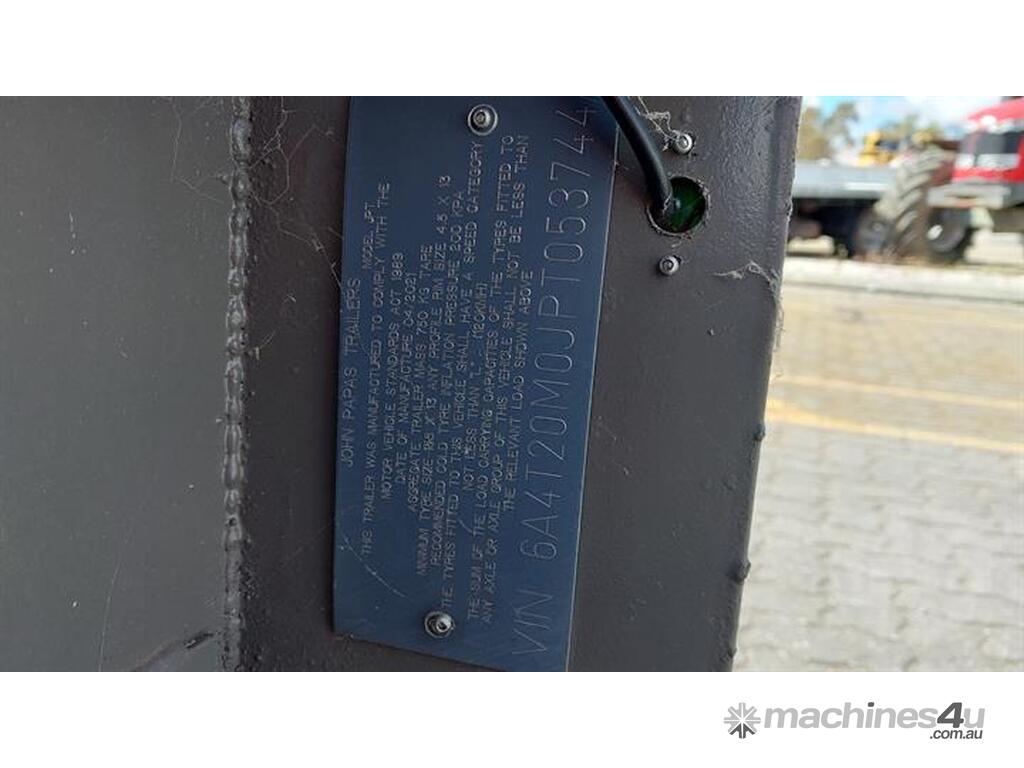 JOHN PAPAS TRAILERS MODEL JPT
THIS TRAILER WAS MANUFACTURED TO COMPLY WITH THE
MOTOR VEHICLE STANDARDS ACT 1989
DATE OF MANUFACTURE 04/2021
AGGREGATE TRAILER MASS 750 KG TARE
MINIMUM TYRE SIZE 188 X 13 ANY PROFILE RIM SIZE 4.5 X 13
RECOMMENDED COLD TYRE INFLATION PRESSURE 200 KPA
THE TYRES FITTED TO THIS VEHICLE SHALL HAVE A SPEED CATEGORY
NOT LESS THAN "L" (120KMH)
THE SUM OF THE LOAD CARRYING CAPACITIES OF THE TYRES FITTED TO
ANY AXLE OR AXLE GROUP OF THIS VEHICLE SHALL NOT BE LESS THAN
THE RELEVANT LOAD SHOWN ABOVE
VIN 6A4T20M0JPT053744
machines4u
.com.au